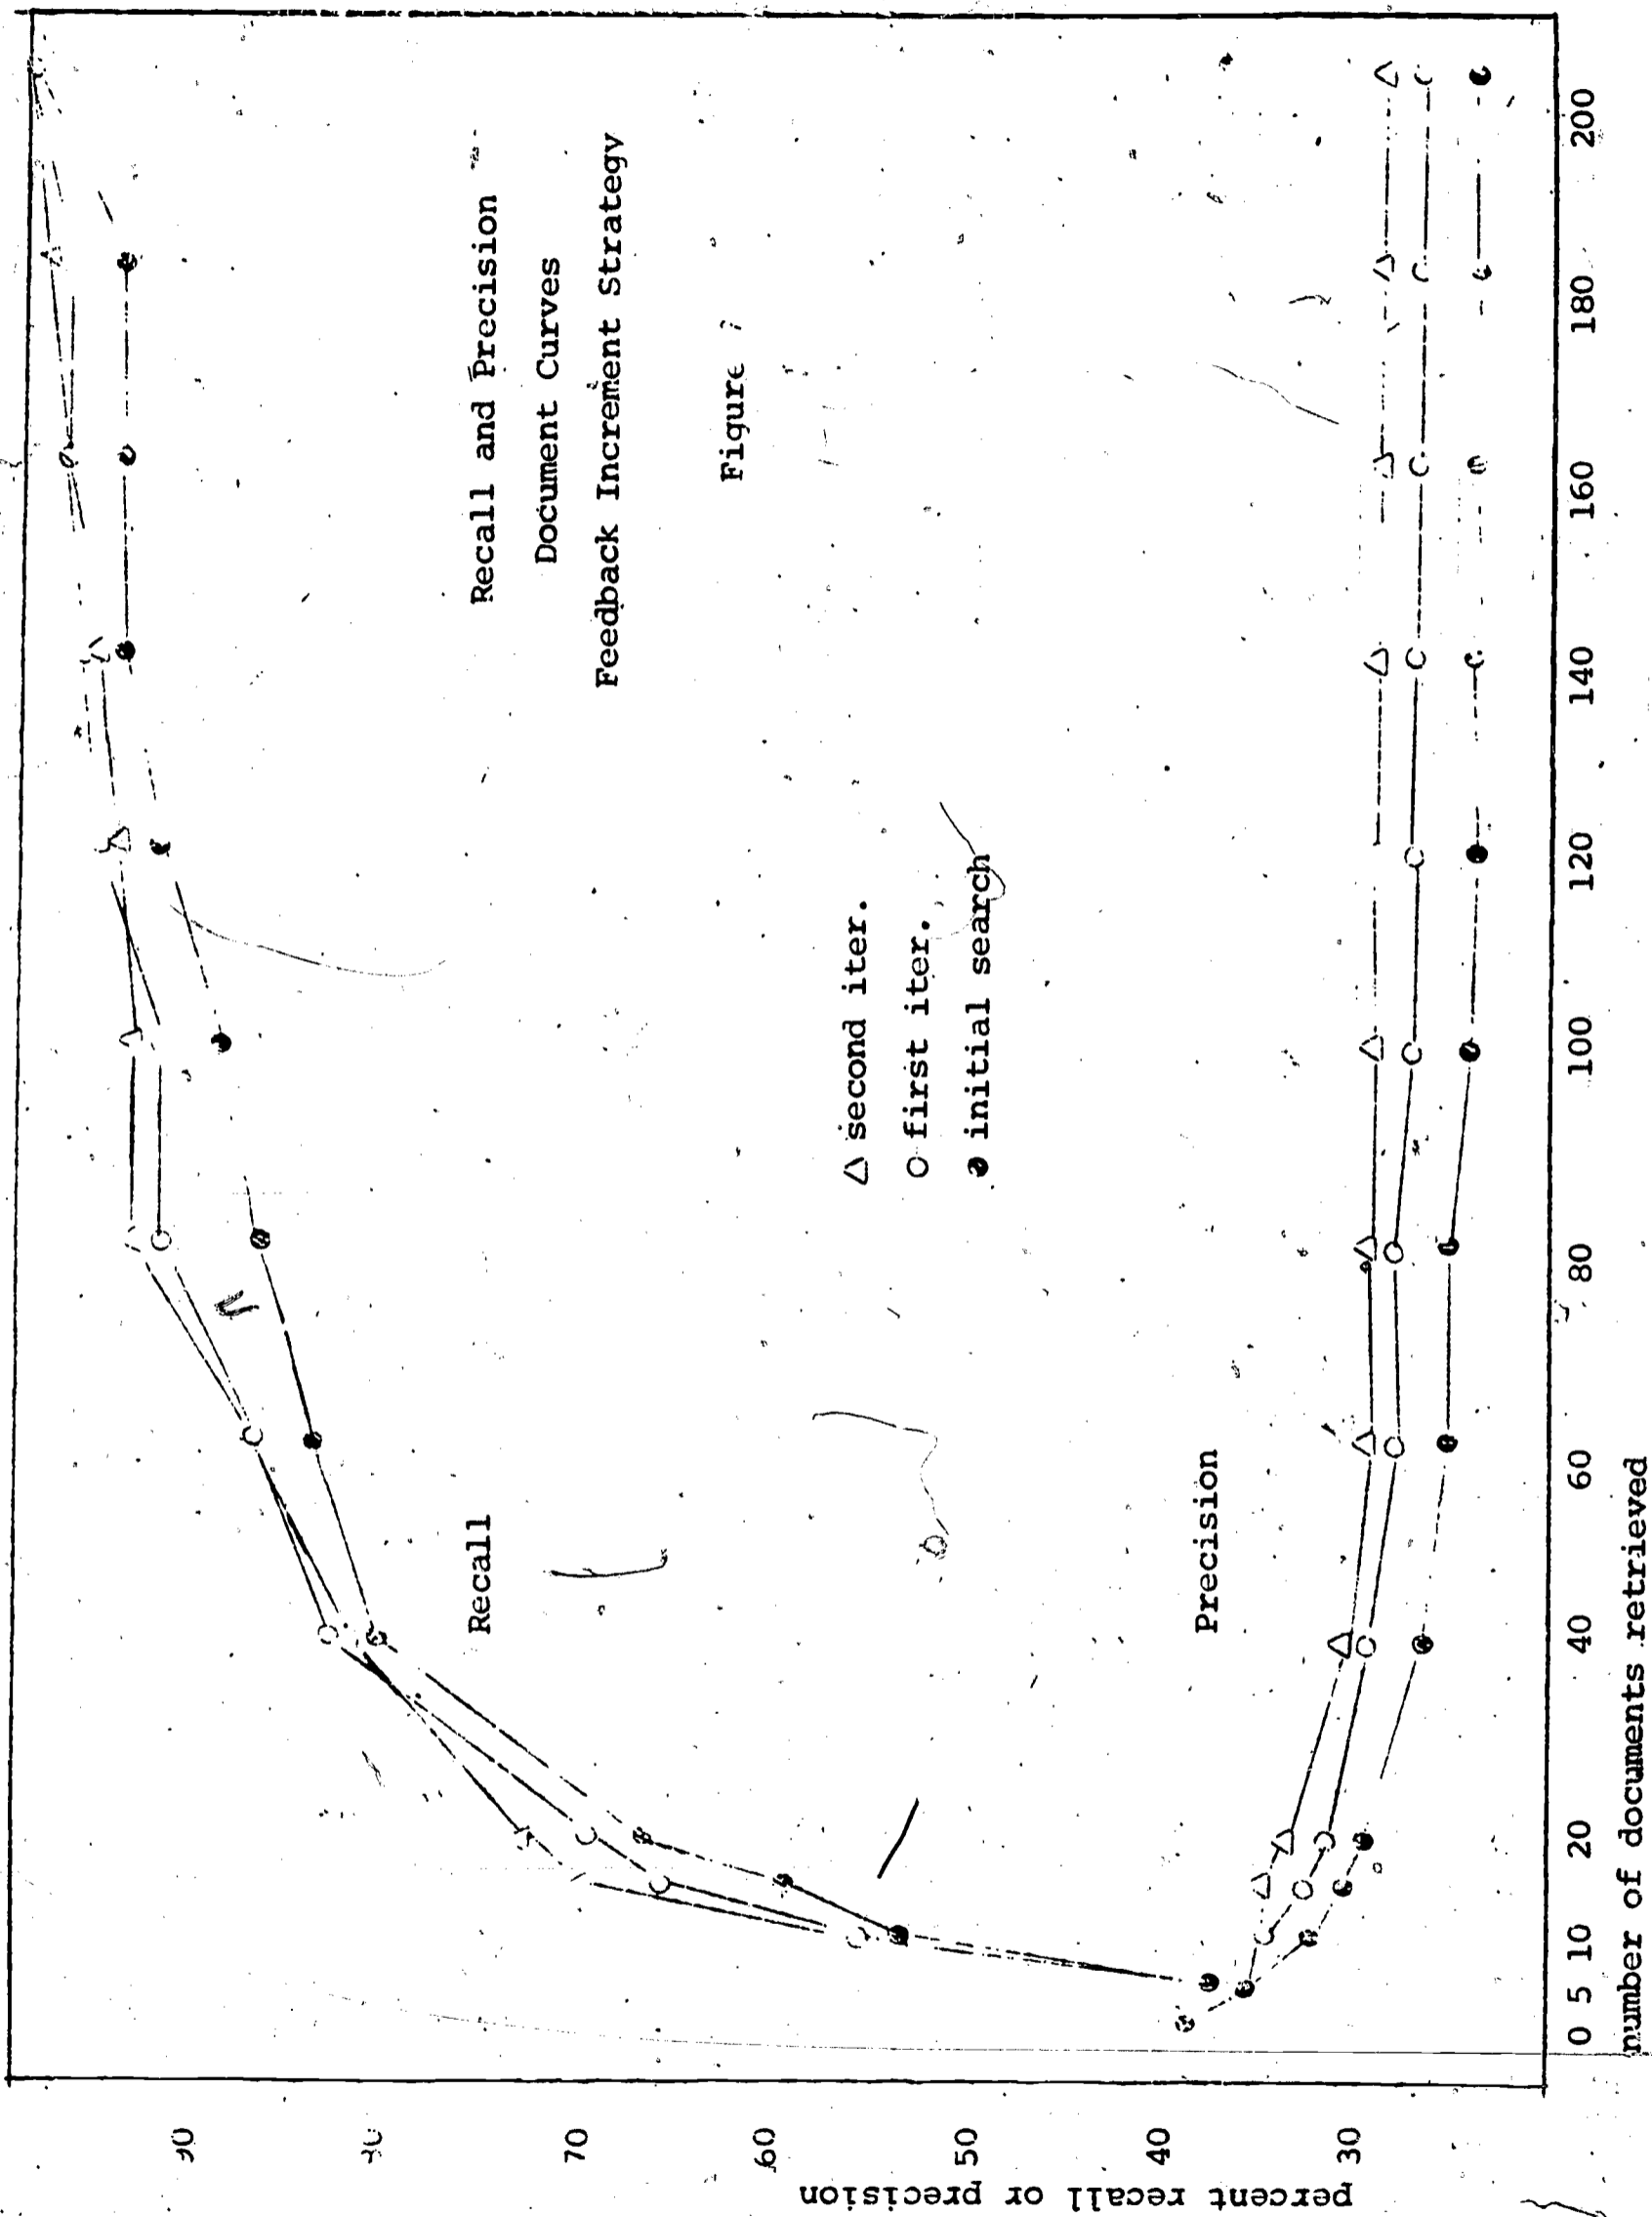 Recall and Precision
Document Curves
Feedback Increment Strategy
Figure
Recall
△ second iter.
○ first iter.
● initial search
Precision
70
60
50
40
30
percent recall or precision
0 5 10 20 40 60 80 100 120 140 160 180 200
number of documents retrieved